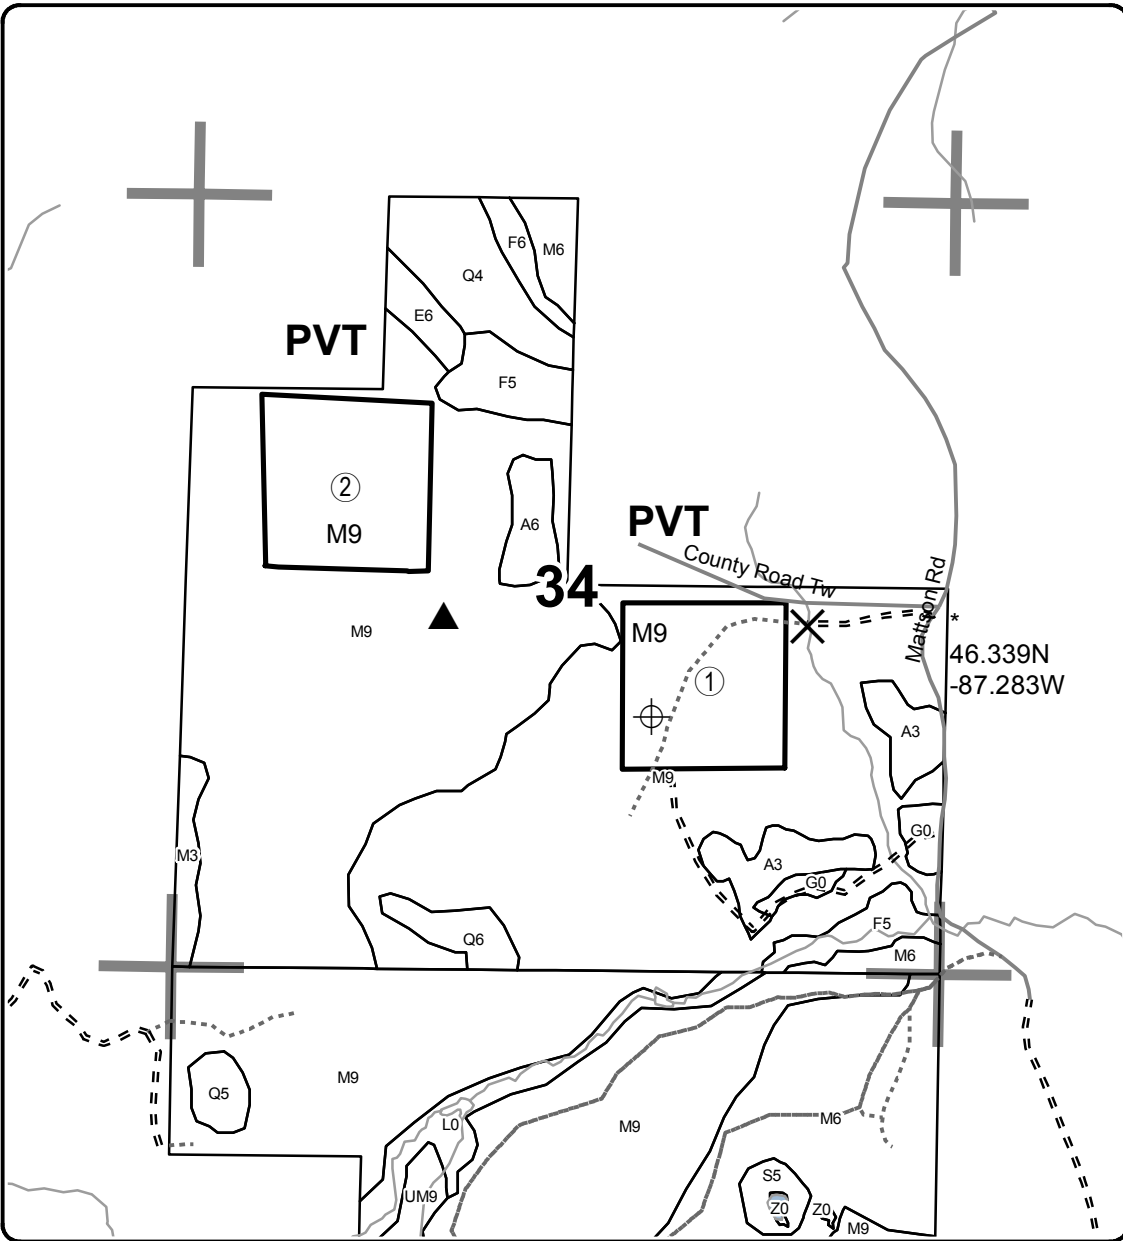 F6
M6
Q4
E6
PVT
F5
②
M9
A6
PVT
County Road Tw
34
Mattson Rd
*
M9
M9
46.339N
-87.283W
①
A3
M9
G0
M3
A3
G0
F5
Q6
M6
M9
Q5
L0
M9
M6
S5
UM9
Z0
Z0
M9